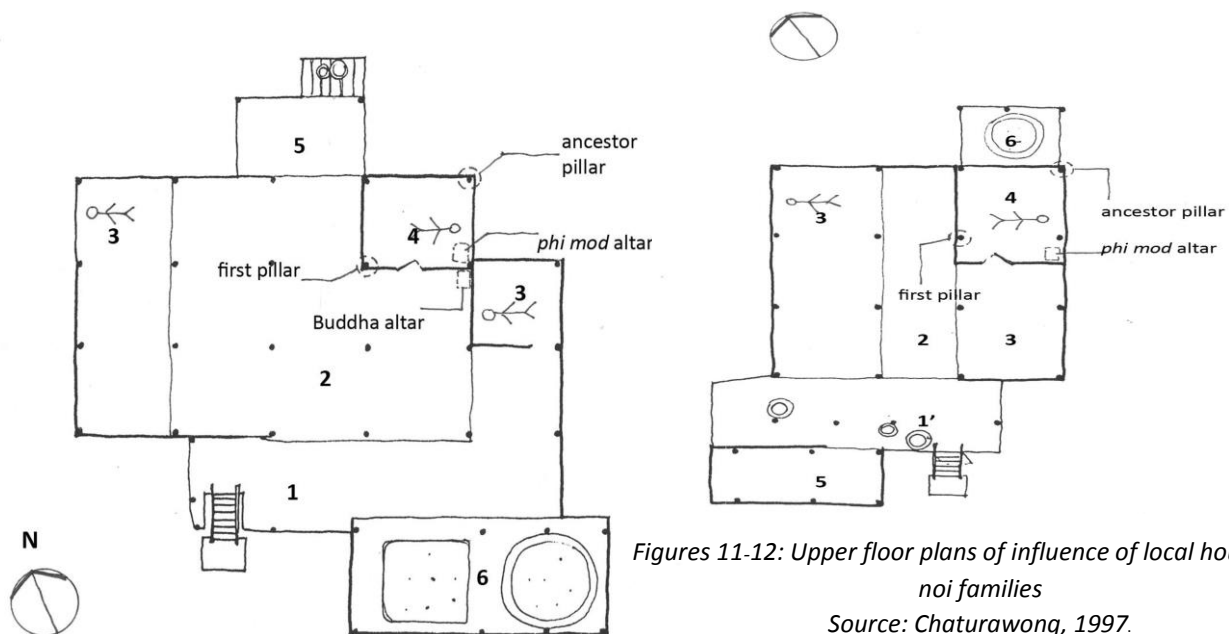 5
ancestor
pillar
3
4
phi mod altar
first pillar
3
Buddha altar
2
1
N
6
6
3
4
ancestor pillar
phi mod altar
first pillar
2
3
1’
5
Figures 11-12: Upper floor plans of influence of local
noi families
Source: Chaturawong, 1997.